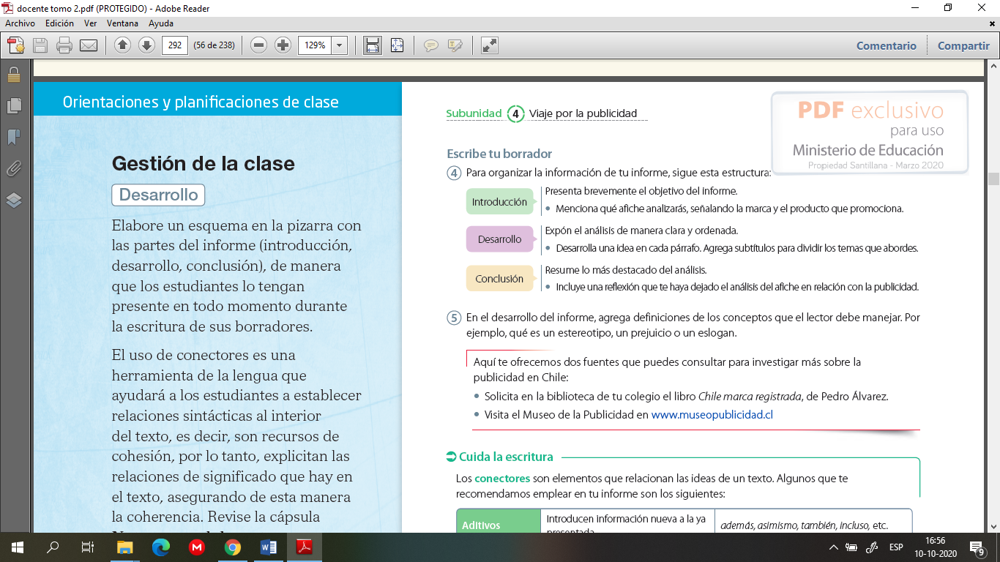 docente tomo 2.pdf (PROTEGIDO) - Adobe Reader
Archivo Edición Ver Ventana Ayuda
292 (56 de 238) 129% Comentario Compartir
Orientaciones y planificaciones de clase
Gestión de la clase
Desarrollo
Elabore un esquema en la pizarra con
las partes del informe (introducción,
desarrollo, conclusión), de manera
que los estudiantes lo tengan
presente en todo momento durante
la escritura de sus borradores.
El uso de conectores es una
herramienta de la lengua que
ayudará a los estudiantes a establecer
relaciones sintácticas al interior
del texto, es decir, son recursos de
cohesión, por lo tanto, explicitan las
relaciones de significado que hay en
el texto, asegurando de esta manera
la coherencia. Revise la cápsula
Subunidad 4 Viaje por la publicidad
PDF exclusivo
para uso
Ministerio de Educación
Propiedad Santillana - Marzo 2020
Escribe tu borrador
4 Para organizar la información de tu informe, sigue esta estructura:
Introducción
Presenta brevemente el objetivo del informe.
• Menciona qué afiche analizarás, señalando la marca y el producto que promociona.
Desarrollo
Expón el análisis de manera clara y ordenada.
• Desarrolla una idea en cada párrafo. Agrega subtítulos para dividir los temas que abordes.
Conclusión
Resume lo más destacado del análisis.
• Incluye una reflexión que te haya dejado el análisis del afiche en relación con la publicidad.
5 En el desarrollo del informe, agrega definiciones de los conceptos que el lector debe manejar. Por
ejemplo, qué es un estereotipo, un prejuicio o un eslogan.
Aquí te ofrecemos dos fuentes que puedes consultar para investigar más sobre la
publicidad en Chile:
• Solicita en la biblioteca de tu colegio el libro Chile marca registrada, de Pedro Álvarez.
• Visita el Museo de la Publicidad en www.museopublicidad.cl
Cuida la escritura
Los conectores son elementos que relacionan las ideas de un texto. Algunos que te
recomendamos emplear en tu informe son los siguientes:
Aditivos
Introducen información nueva a la ya
presentada
además, asimismo, también, incluso, etc.
ESP
16:56
10-10-2020
9